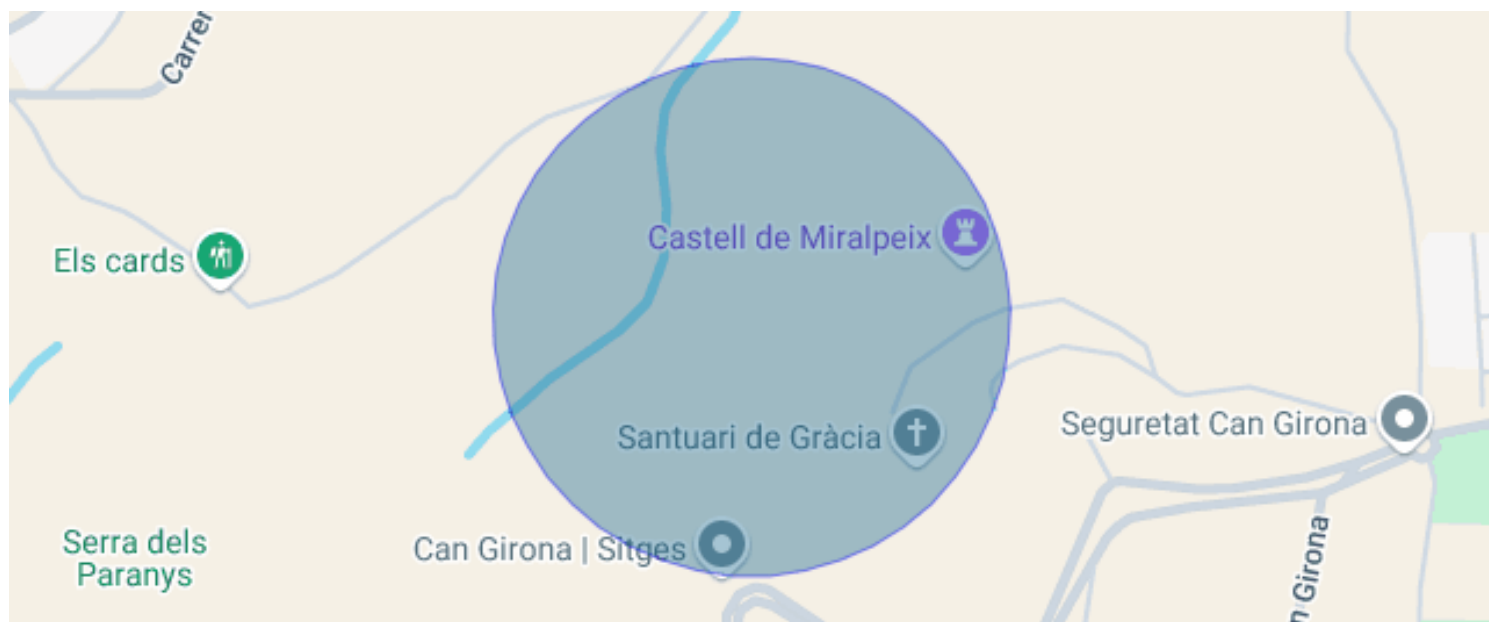 Carrer
Castell de Miralpeix
Els cards
Santuari de Gràcia
Seguretat Can Girona
Can Girona | Sitges
Serra dels
Paranys
n Girona